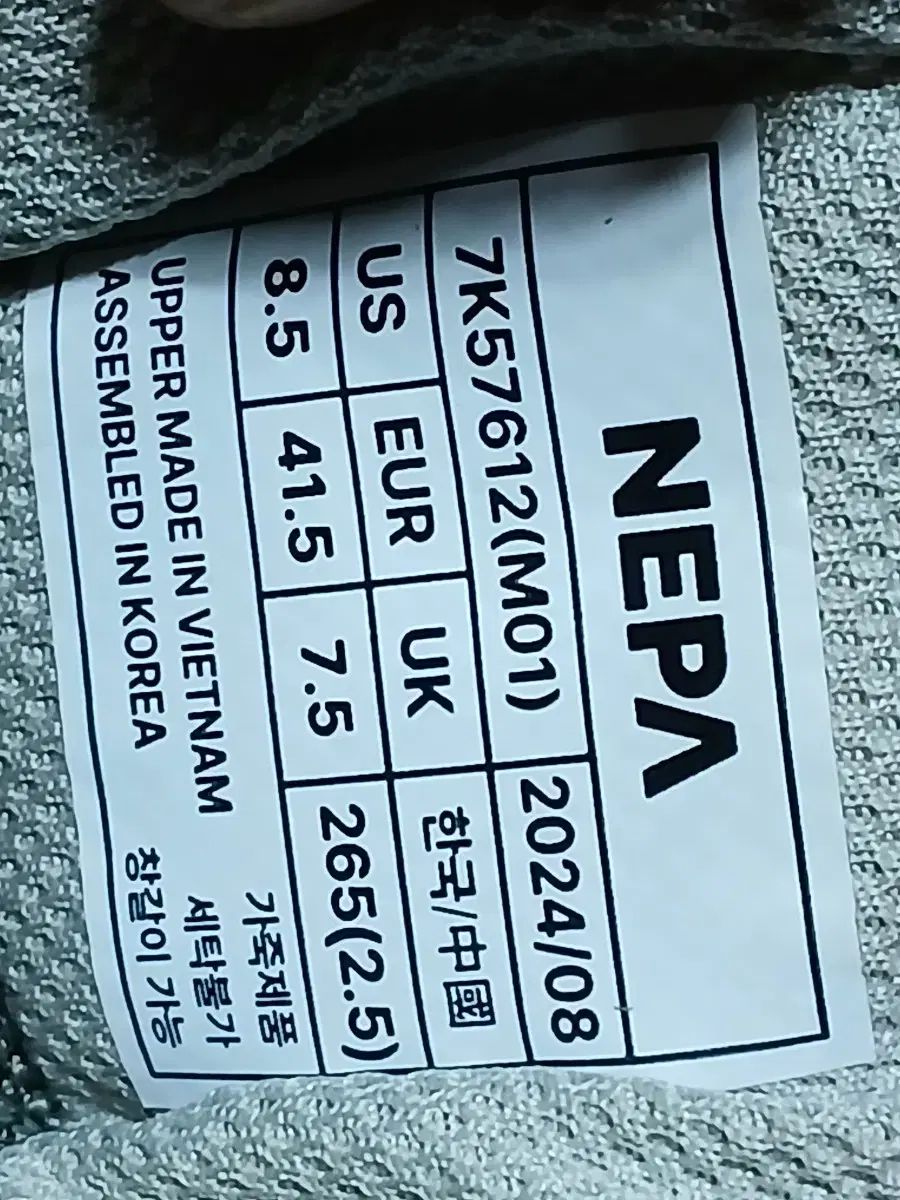 NEPA
7K57612(M01) 2024/08
US EUR UK 한국/中國
8.5 41.5 7.5 265(2.5)
가죽제품
UPPER MADE IN VIETNAM 세탁물가
ASSEMBLED IN KOREA 창갈이 가능